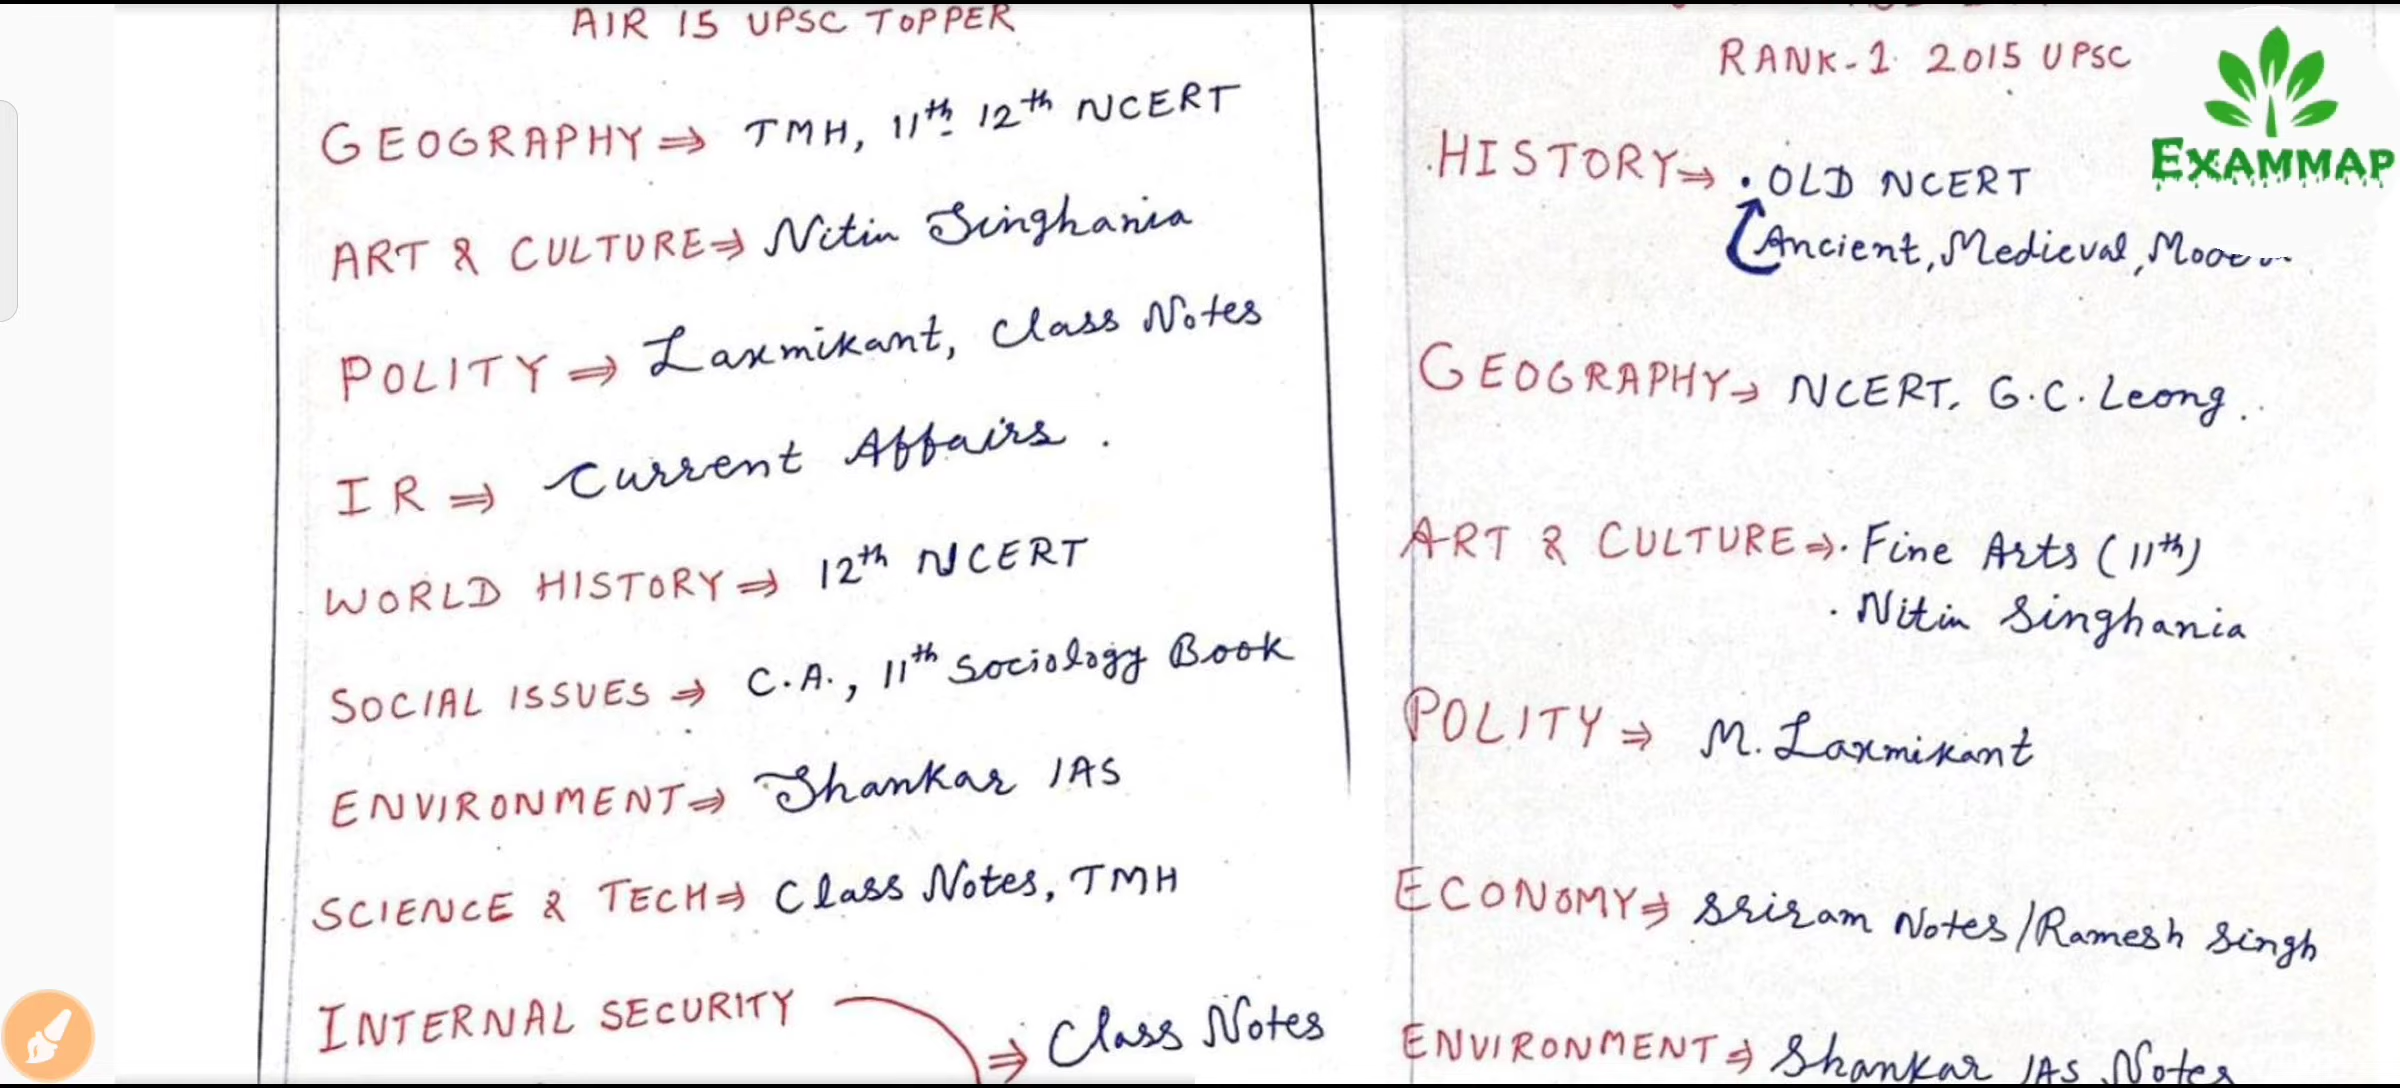 AIR 15 UPSC TOPPER
GEOGRAPHY ⇒ TMH, 11th 12th NCERT
ART & CULTURE ⇒ Nitin Singhania
POLITY ⇒ Laxmikant, Class Notes
IR ⇒ Current Affairs.
WORLD HISTORY ⇒ 12th NCERT
SOCIAL ISSUES ⇒ C.A., 11th Sociology Book
ENVIRONMENT ⇒ Shankar IAS
SCIENCE & TECH ⇒ Class Notes, TMH
INTERNAL SECURITY
⇒ Class Notes
RANK-1 2015 UPSC
EXAMMAP
HISTORY ⇒ • OLD NCERT
Ancient, Medieval,
GEOGRAPHY ⇒ NCERT, G.C. Leong.
ART & CULTURE ⇒ • Fine Arts (11th)
• Nitin Singhania
POLITY ⇒ M. Laxmikant
ECONOMY ⇒ Sriram Notes/Ramesh Singh
ENVIRONMENT ⇒ Shankar IAS Notes